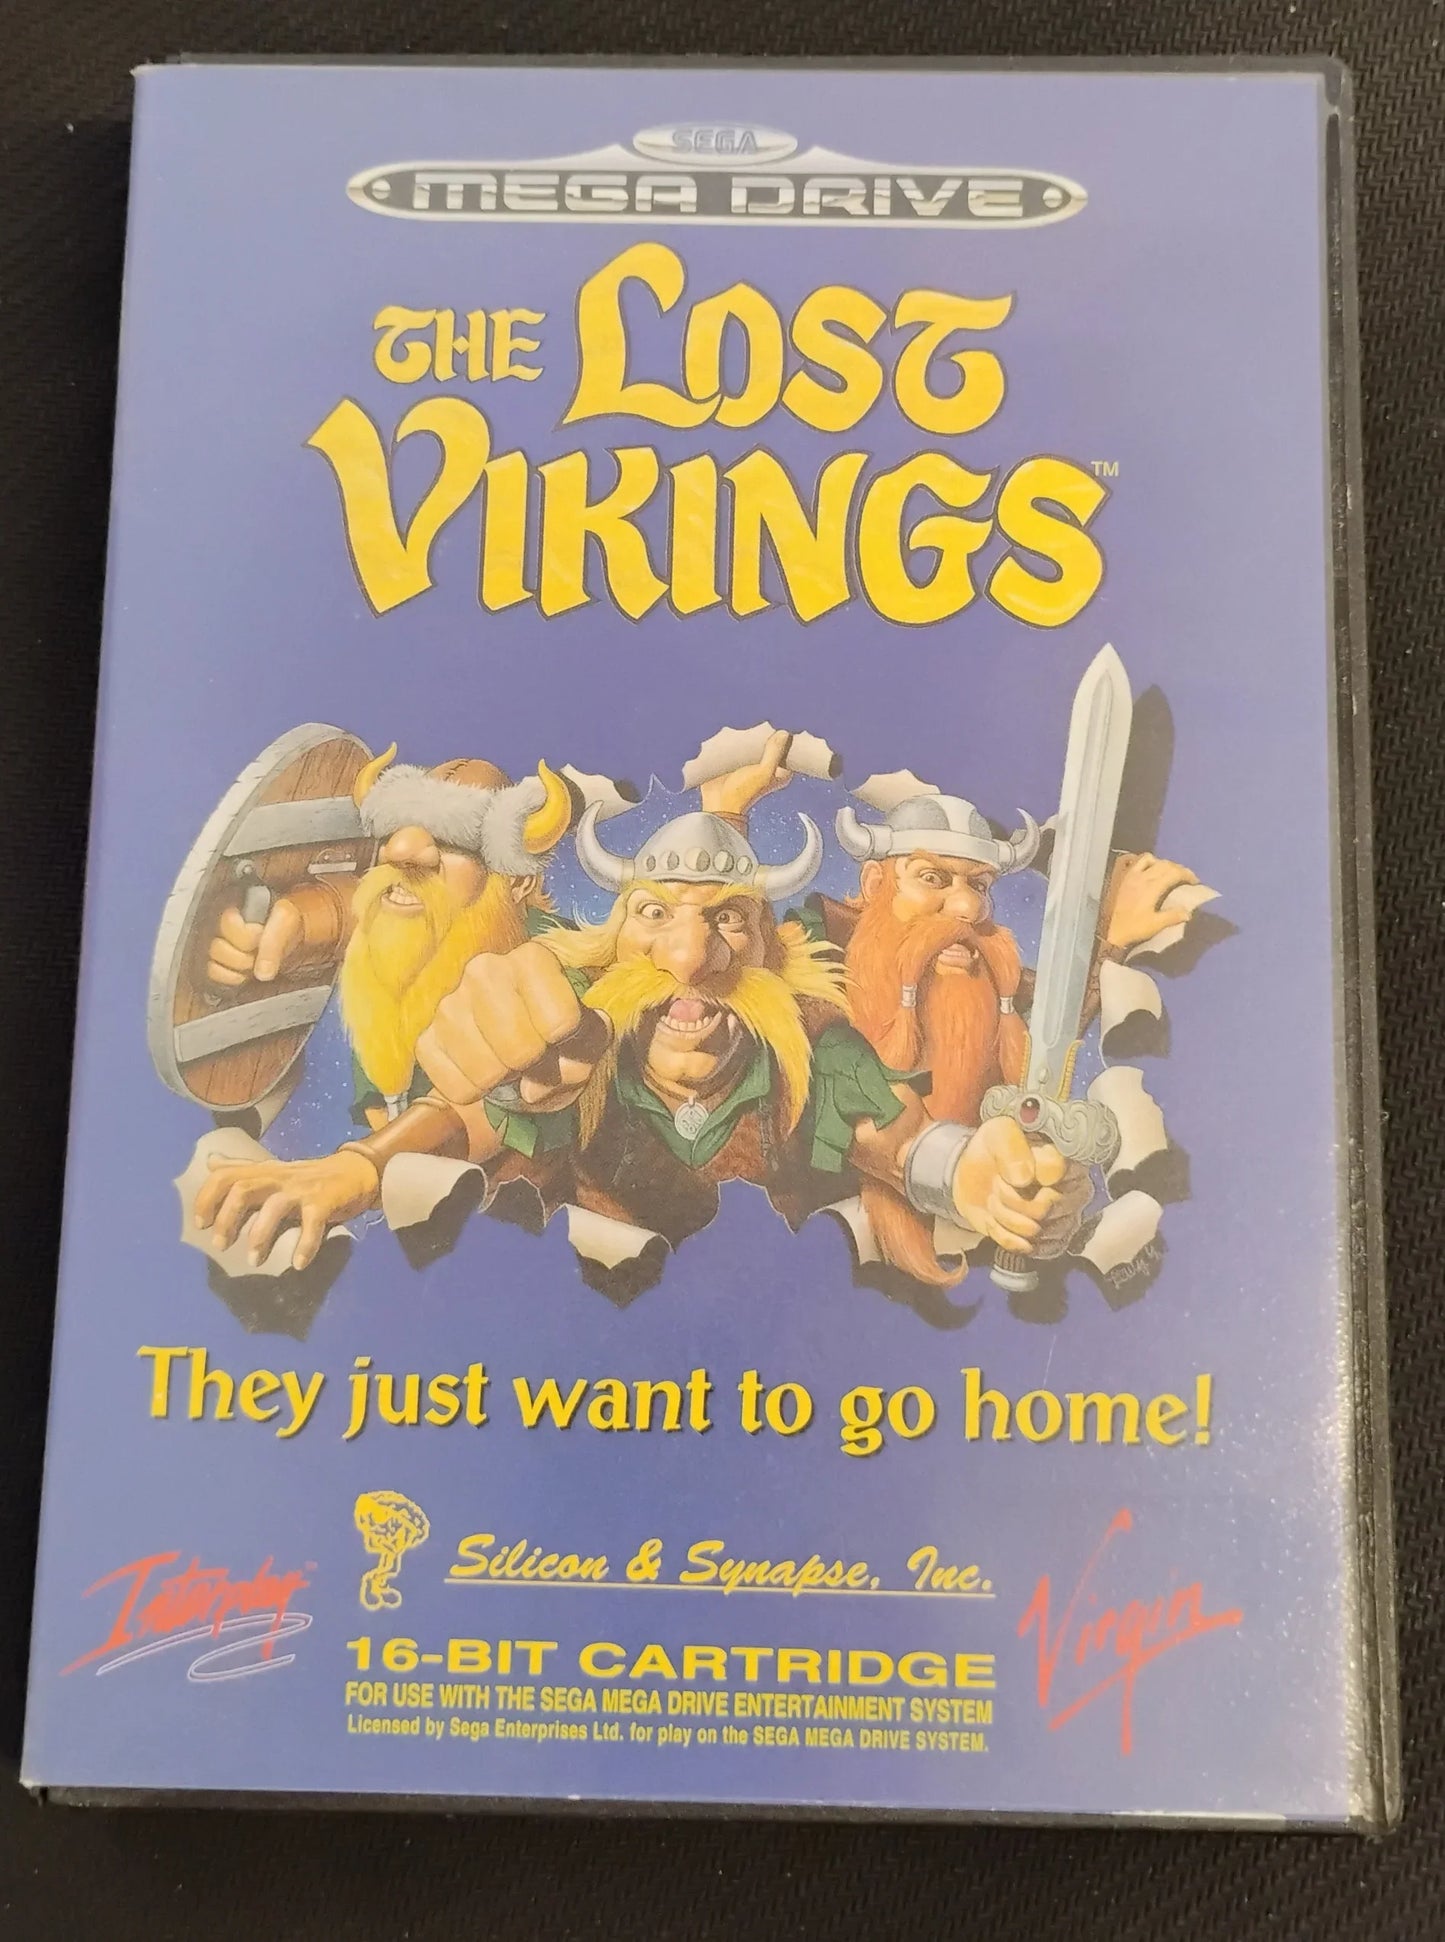 SEGA
MEGA DRIVE
THE LOST
VIKINGS™
They just want to go home!
Silicon & Synapse, Inc.
Interplay™
Virgin
16-BIT CARTRIDGE
FOR USE WITH THE SEGA MEGA DRIVE ENTERTAINMENT SYSTEM
Licensed by Sega Enterprises Ltd. for play on the SEGA MEGA DRIVE SYSTEM.